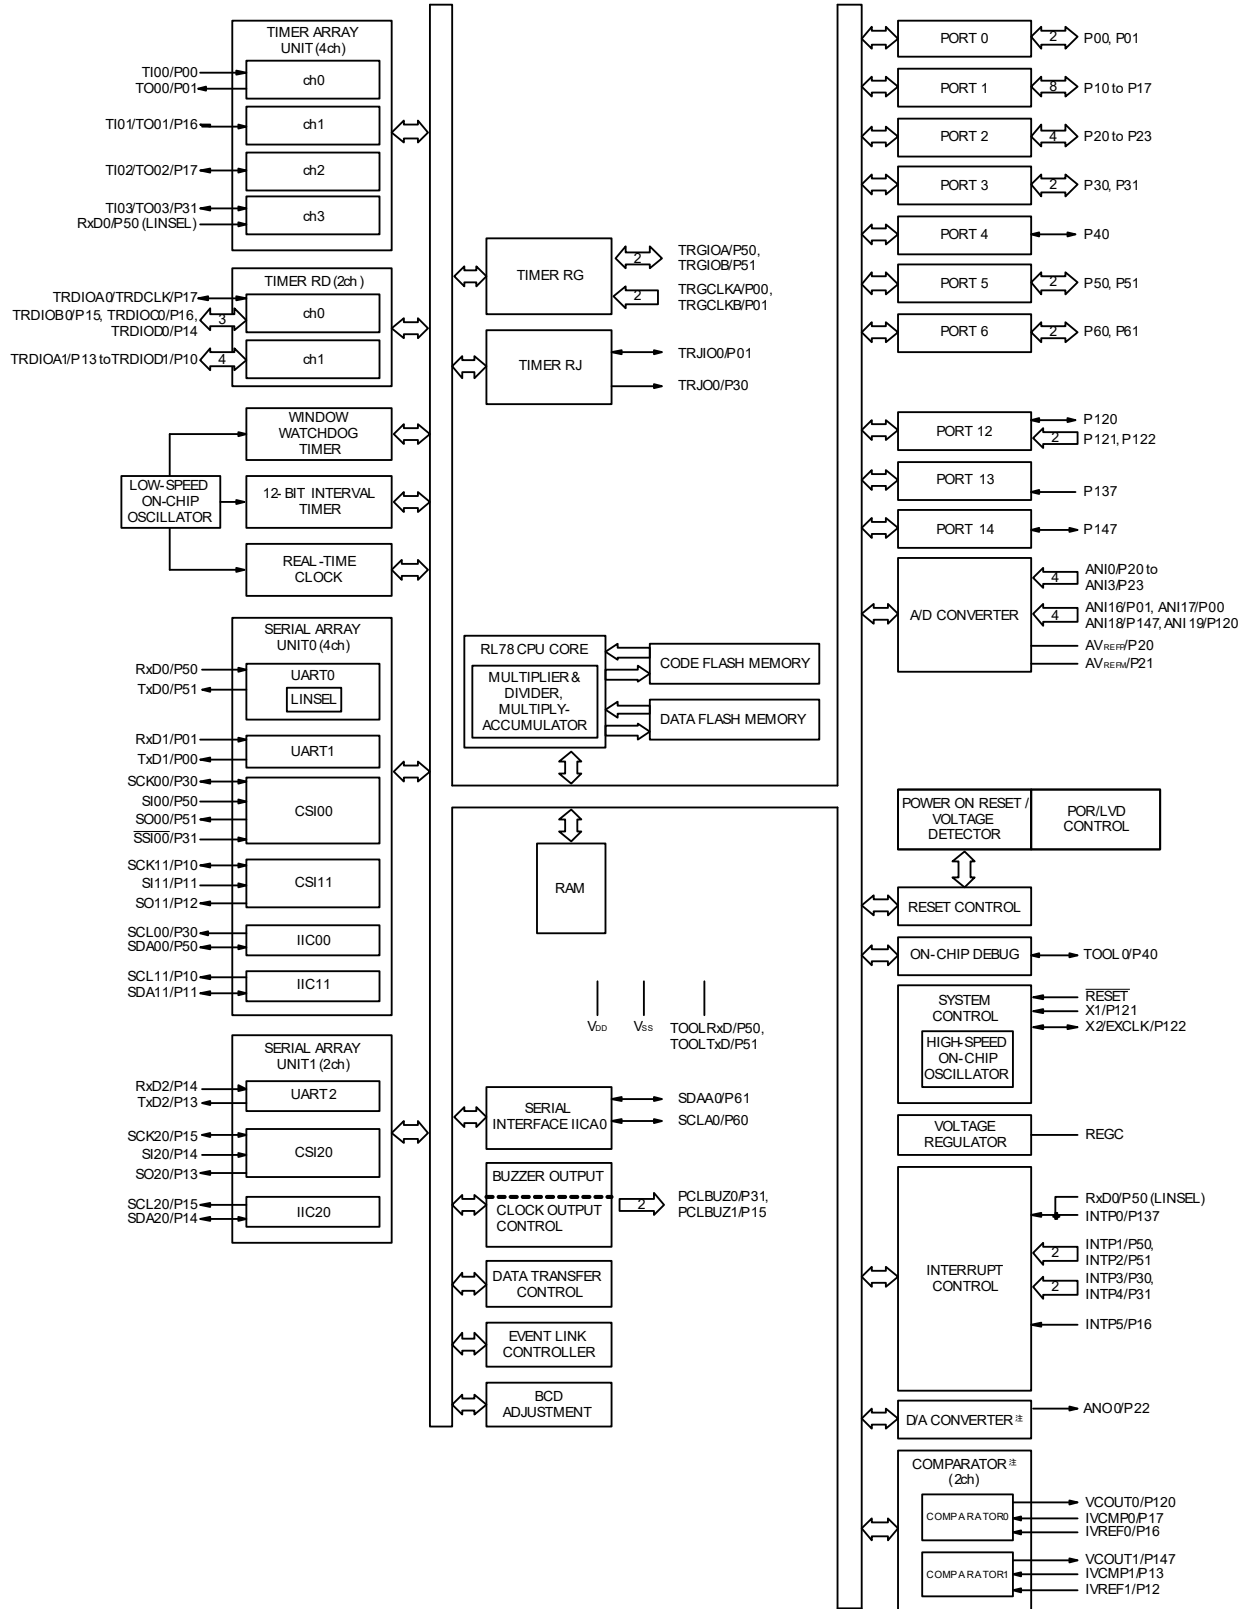 TIMER ARRAY
UNIT (4ch)
TI00/P00
TO00/P01
ch0
TI01/TO01/P16
ch1
TI02/TO02/P17
ch2
TI03/TO03/P31
RxD0/P50 (LINSEL)
ch3
TIMER RD (2ch)
TRDIOA0/TRDCLK/P17
TRDIOB0/P15, TRDIOC0/P16,
TRDIOD0/P14
3
ch0
TRDIOA1/P13 to TRDIOD1/P10
4
ch1
WINDOW
WATCHDOG
TIMER
LOW-SPEED
ON-CHIP
OSCILLATOR
12- BIT INTERVAL
TIMER
REAL-TIME
CLOCK
SERIAL ARRAY
UNIT0 (4ch)
RxD0/P50
TxD0/P51
UART0
LINSEL
RxD1/P01
TxD1/P00
UART1
SCK00/P30
SI00/P50
SO00/P51
SSI00/P31
CSI00
SCK11/P10
SI11/P11
SO11/P12
CSI11
SCL00/P30
SDA00/P50
IIC00
SCL11/P10
SDA11/P11
IIC11
SERIAL ARRAY
UNIT1 (2ch)
RxD2/P14
TxD2/P13
UART2
SCK20/P15
SI20/P14
SO20/P13
CSI20
SCL20/P15
SDA20/P14
IIC20
TIMER RG
2
TRGIOA/P50,
TRGIOB/P51
2
TRGCLKA/P00,
TRGCLKB/P01
TIMER RJ
TRJIO0/P01
TRJO0/P30
RL78 CPU CORE
MULTIPLIER &
DIVIDER,
MULTIPLY-
ACCUMULATOR
CODE FLASH MEMORY
DATA FLASH MEMORY
RAM
VDD
VSS
TOOLRxD/P50,
TOOLTxD/P51
SERIAL
INTERFACE IICA0
SDAA0/P61
SCLA0/P60
BUZZER OUTPUT
CLOCK OUTPUT
CONTROL
2
PCLBUZ0/P31,
PCLBUZ1/P15
DATA TRANSFER
CONTROL
EVENT LINK
CONTROLLER
BCD
ADJUSTMENT
PORT 0
2
P00, P01
PORT 1
8
P10 to P17
PORT 2
4
P20 to P23
PORT 3
2
P30, P31
PORT 4
P40
PORT 5
2
P50, P51
PORT 6
2
P60, P61
PORT 12
P120
2
P121, P122
PORT 13
P137
PORT 14
P147
A/D CONVERTER
4
ANI0/P20 to
ANI3/P23
4
ANI16/P01, ANI17/P00
ANI18/P147, ANI19/P120
AVREFP/P20
AVREFM/P21
POWER ON RESET /
VOLTAGE
DETECTOR
POR/LVD
CONTROL
RESET CONTROL
ON-CHIP DEBUG
TOOL0/P40
SYSTEM
CONTROL
HIGH-SPEED
ON-CHIP
OSCILLATOR
RESET
X1/P121
X2/EXCLK/P122
VOLTAGE
REGULATOR
REGC
INTERRUPT
CONTROL
RxD0/P50 (LINSEL)
INTP0/P137
2
INTP1/P50,
INTP2/P51
2
INTP3/P30,
INTP4/P31
INTP5/P16
D/A CONVERTER 注
ANO0/P22
COMPARATOR 注
(2ch)
COMPARATOR0
VCOUT0/P120
IVCMP0/P17
IVREF0/P16
COMPARATOR1
VCOUT1/P147
IVCMP1/P13
IVREF1/P12